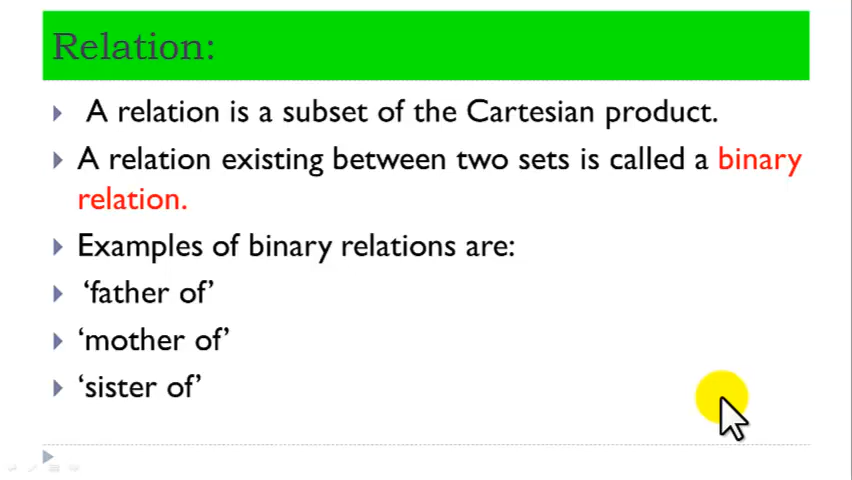 Relation:
A relation is a subset of the Cartesian product.
A relation existing between two sets is called a binary
relation.
Examples of binary relations are:
‘father of’
‘mother of’
‘sister of’